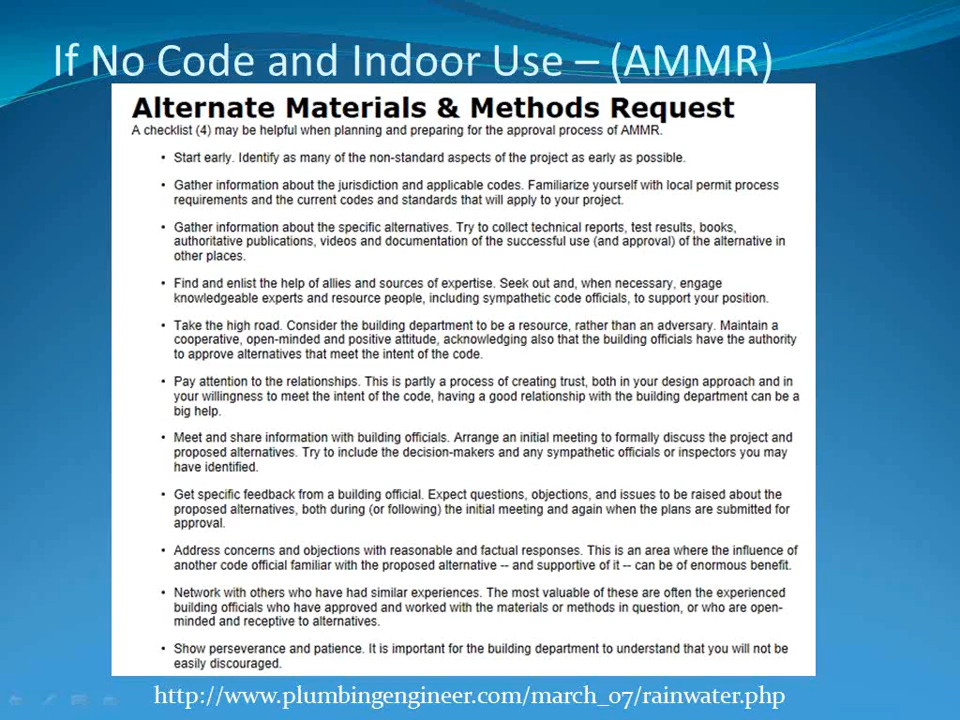 If No Code and Indoor Use – (AMMR)
Alternate Materials & Methods Request
A checklist (4) may be helpful when planning and preparing for the approval process of AMMR.
• Start early. Identify as many of the non-standard aspects of the project as early as possible.
• Gather information about the jurisdiction and applicable codes. Familiarize yourself with local permit process
requirements and the current codes and standards that will apply to your project.
• Gather information about the specific alternatives. Try to collect technical reports, test results, books,
authoritative publications, videos and documentation of the successful use (and approval) of the alternative in
other places.
• Find and enlist the help of allies and sources of expertise. Seek out and, when necessary, engage
knowledgeable experts and resource people, including sympathetic code officials, to support your position.
• Take the high road. Consider the building department to be a resource, rather than an adversary. Maintain a
cooperative, open-minded and positive attitude, acknowledging also that the building officials have the authority
to approve alternatives that meet the intent of the code.
• Pay attention to the relationships. This is partly a process of creating trust, both in your design approach and in
your willingness to meet the intent of the code, having a good relationship with the building department can be a
big help.
• Meet and share information with building officials. Arrange an initial meeting to formally discuss the project and
proposed alternatives. Try to include the decision-makers and any sympathetic officials or inspectors you may
have identified.
• Get specific feedback from a building official. Expect questions, objections, and issues to be raised about the
proposed alternatives, both during (or following) the initial meeting and again when the plans are submitted for
approval.
• Address concerns and objections with reasonable and factual responses. This is an area where the influence of
another code official familiar with the proposed alternative -- and supportive of it -- can be of enormous benefit.
• Network with others who have had similar experiences. The most valuable of these are often the experienced
building officials who have approved and worked with the materials or methods in question, or who are open-
minded and receptive to alternatives.
• Show perseverance and patience. It is important for the building department to understand that you will not be
easily discouraged.
http://www.plumbingengineer.com/march_07/rainwater.php